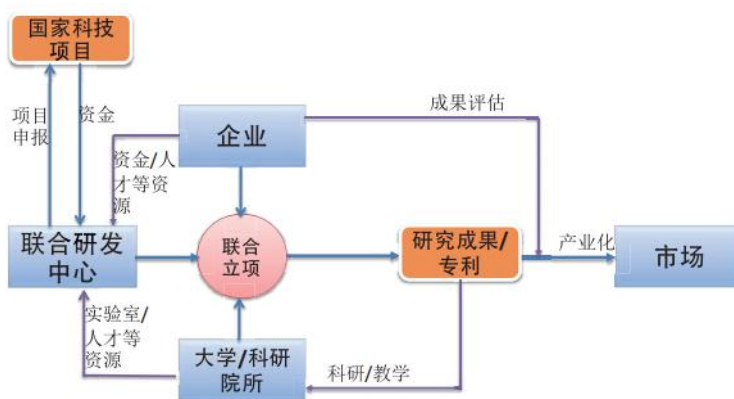 国家科技
项目
项目
申报
资金
企业
成果评估
资金/人
才等资
源
联合研发
中心
联合
立项
研究成果/
专利
产业化
市场
实验室/
人才等
资源
大学/科研
院所
科研/教学